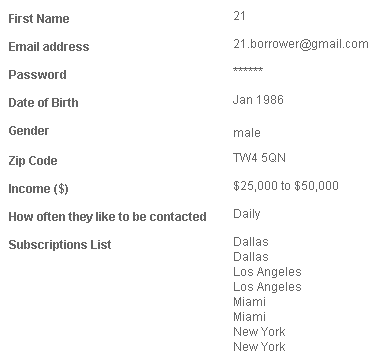 First Name 21
Email address 21.borrower@gmail.com
Password ******
Date of Birth Jan 1986
Gender male
Zip Code TW4 5QN
Income ($) $25,000 to $50,000
How often they like to be contacted Daily
Subscriptions List Dallas
Dallas
Los Angeles
Los Angeles
Miami
Miami
New York
New York